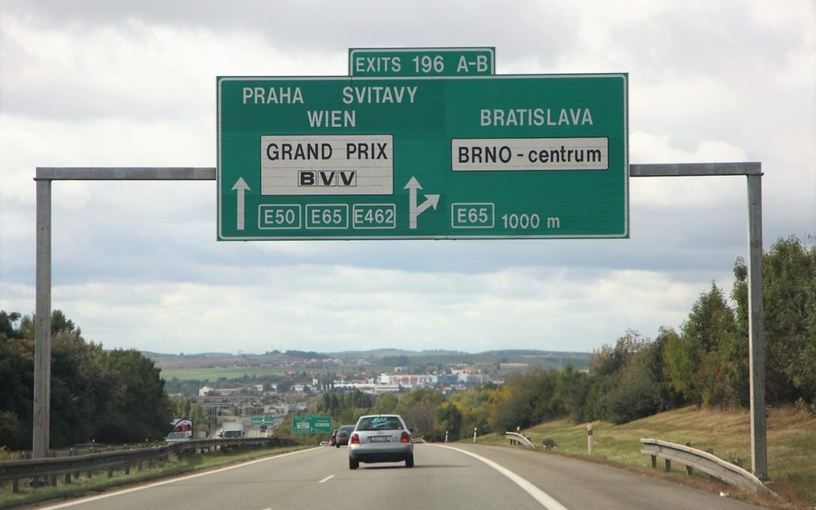 EXITS 196 A-B
PRAHA SVITAVY
WIEN
GRAND PRIX
BVV
E50 E65 E462
BRATISLAVA
BRNO - centrum
E65 1000 m